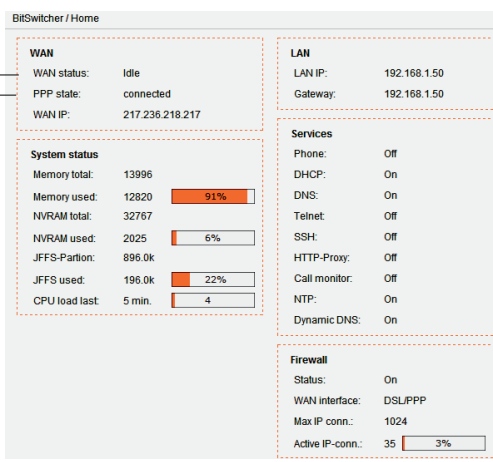 BitSwitcher / Home
WAN
WAN status: Idle
PPP state: connected
WAN IP: 217.236.218.217
System status
Memory total: 13996
Memory used: 12820 91%
NVRAM total: 32767
NVRAM used: 2025 6%
JFFS-Partion: 896.0k
JFFS used: 196.0k 22%
CPU load last: 5 min. 4
LAN
LAN IP: 192.168.1.50
Gateway: 192.168.1.50
Services
Phone: Off
DHCP: On
DNS: On
Telnet: Off
SSH: Off
HTTP-Proxy: Off
Call monitor: Off
NTP: On
Dynamic DNS: On
Firewall
Status: On
WAN interface: DSL/PPP
Max IP conn.: 1024
Active IP-conn.: 35 3%